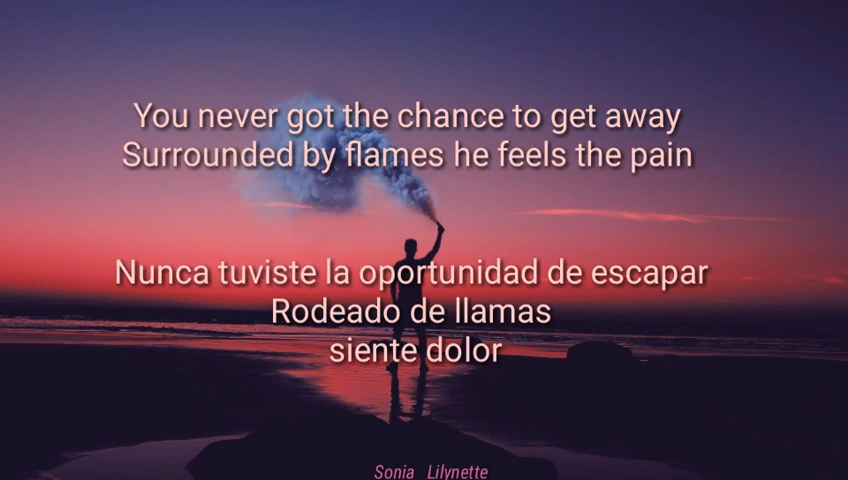 You never got the chance to get away
Surrounded by flames he feels the pain
Nunca tuviste la oportunidad de escapar
Rodeado de llamas
siente dolor
Sonia Lilynette